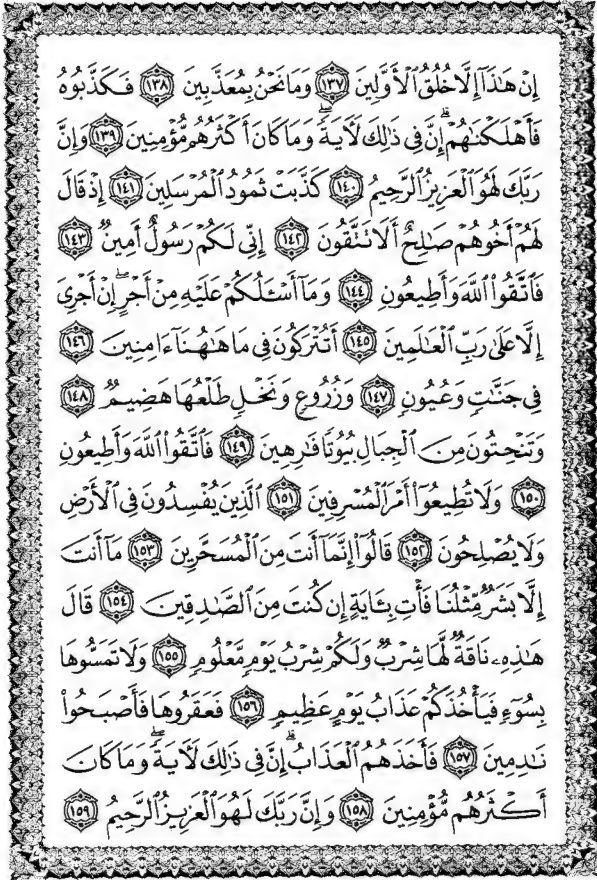 إِنْ هَٰذَآ إِلَّا خُلُقُ ٱلْأَوَّلِينَ ١٣٧ وَمَا نَحْنُ بِمُعَذَّبِينَ ١٣٨ فَكَذَّبُوهُ
فَأَهْلَكْنَٰهُمْ ۗ إِنَّ فِى ذَٰلِكَ لَءَايَةً ۖ وَمَا كَانَ أَكْثَرُهُم مُّؤْمِنِينَ ١٣٩ وَإِنَّ
رَبَّكَ لَهُوَ ٱلْعَزِيزُ ٱلرَّحِيمُ ١٤٠ كَذَّبَتْ ثَمُودُ ٱلْمُرْسَلِينَ ١٤١ إِذْ قَالَ
لَهُمْ أَخُوهُمْ صَٰلِحٌ أَلَا تَتَّقُونَ ١٤٢ إِنِّى لَكُمْ رَسُولٌ أَمِينٌ ١٤٣
فَٱتَّقُوا۟ ٱللَّهَ وَأَطِيعُونِ ١٤٤ وَمَآ أَسْـَٔلُكُمْ عَلَيْهِ مِنْ أَجْرٍ ۖ إِنْ أَجْرِىَ
إِلَّا عَلَىٰ رَبِّ ٱلْعَٰلَمِينَ ١٤٥ أَتُتْرَكُونَ فِى مَا هَٰهُنَآ ءَامِنِينَ ١٤٦
فِى جَنَّٰتٍ وَعُيُونٍ ١٤٧ وَزُرُوعٍ وَنَخْلٍ طَلْعُهَا هَضِيمٌ ١٤٨
وَتَنْحِتُونَ مِنَ ٱلْجِبَالِ بُيُوتًا فَٰرِهِينَ ١٤٩ فَٱتَّقُوا۟ ٱللَّهَ وَأَطِيعُونِ
١٥٠ وَلَا تُطِيعُوٓا۟ أَمْرَ ٱلْمُسْرِفِينَ ١٥١ ٱلَّذِينَ يُفْسِدُونَ فِى ٱلْأَرْضِ
وَلَا يُصْلِحُونَ ١٥٢ قَالُوٓا۟ إِنَّمَآ أَنتَ مِنَ ٱلْمُسَحَّرِينَ ١٥٣ مَآ أَنتَ
إِلَّا بَشَرٌ مِّثْلُنَا فَأْتِ بِـَٔايَةٍ إِن كُنتَ مِنَ ٱلصَّٰدِقِينَ ١٥٤ قَالَ
هَٰذِهِۦ نَاقَةٌ لَّهَا شِرْبٌ وَلَكُمْ شِرْبُ يَوْمٍ مَّعْلُومٍ ١٥٥ وَلَا تَمَسُّوهَا
بِسُوٓءٍ فَيَأْخُذَكُمْ عَذَابُ يَوْمٍ عَظِيمٍ ١٥٦ فَعَقَرُوهَا فَأَصْبَحُوا۟
نَٰدِمِينَ ١٥٧ فَأَخَذَهُمُ ٱلْعَذَابُ ۗ إِنَّ فِى ذَٰلِكَ لَءَايَةً ۖ وَمَا كَانَ
أَكْثَرُهُم مُّؤْمِنِينَ ١٥٨ وَإِنَّ رَبَّكَ لَهُوَ ٱلْعَزِيزُ ٱلرَّحِيمُ ١٥٩